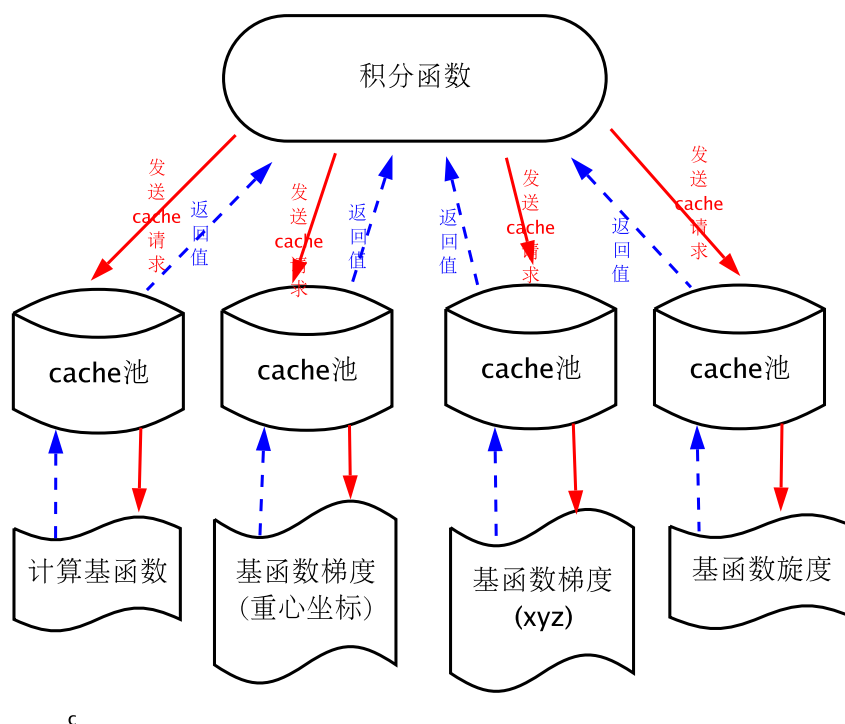 积分函数
发
送
cache
请
求
返
回
值
发
送
cache
请
求
返
回
值
返
回
值
发
送
cache
请
求
返
回
值
发
送
cache
请
求
cache池
cache池
cache池
cache池
计算基函数
基函数梯度
(重心坐标)
基函数梯度
(xyz)
基函数旋度
c